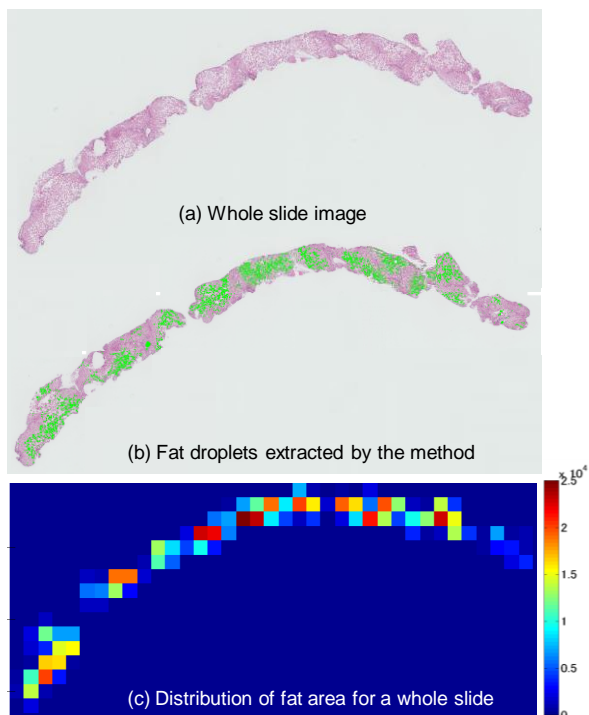 (a) Whole slide image
(b) Fat droplets extracted by the method
x 10^4
2.5
2
1.5
1
0.5
0
(c) Distribution of fat area for a whole slide